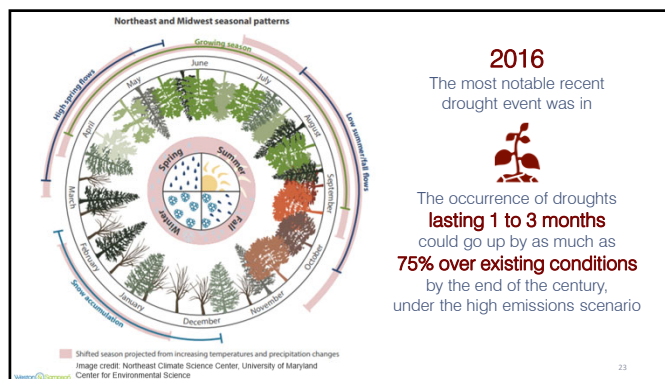 Northeast and Midwest seasonal patterns
Growing season
High spring flows
Low summer/fall flows
Snow accumulation
June
July
August
September
October
November
December
January
February
March
April
May
Spring
Summer
Fall
Winter
Shifted season projected from increasing temperatures and precipitation changes
Image credit: Northeast Climate Science Center, University of Maryland
Center for Environmental Science
2016
The most notable recent
drought event was in
The occurrence of droughts
lasting 1 to 3 months
could go up by as much as
75% over existing conditions
by the end of the century,
under the high emissions scenario
23